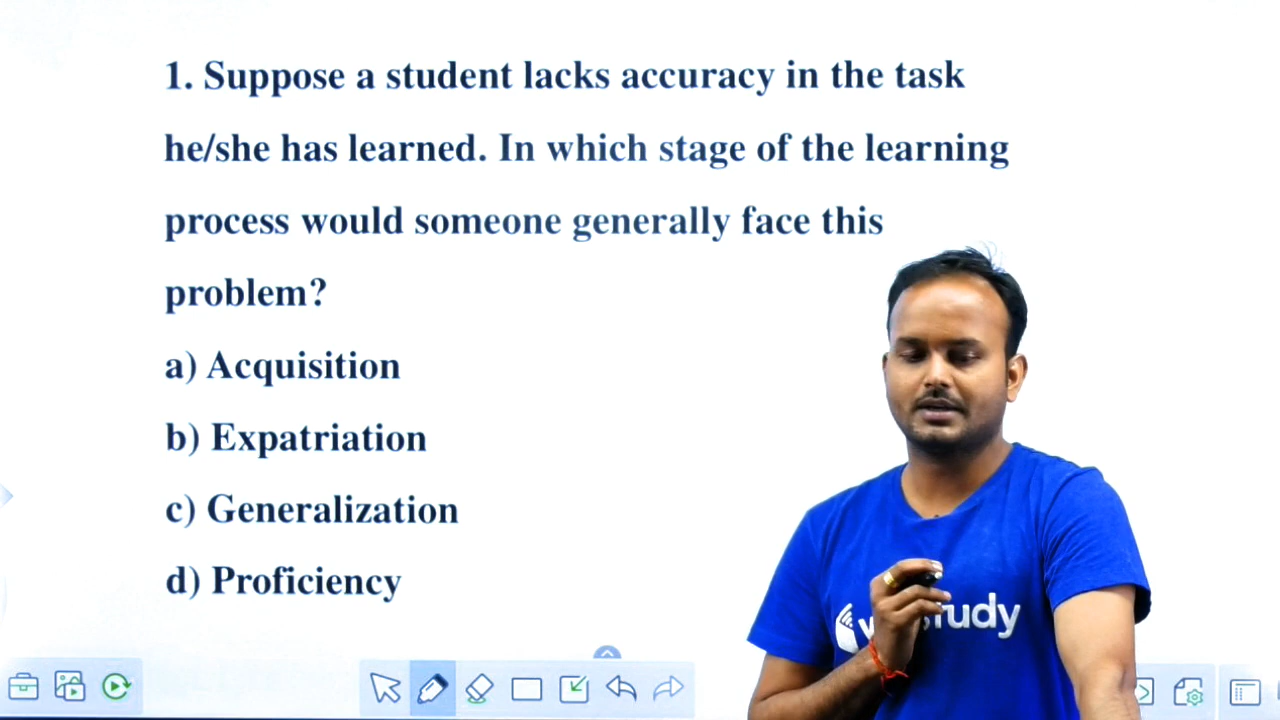 1. Suppose a student lacks accuracy in the task
he/she has learned. In which stage of the learning
process would someone generally face this
problem?
a) Acquisition
b) Expatriation
c) Generalization
d) Proficiency